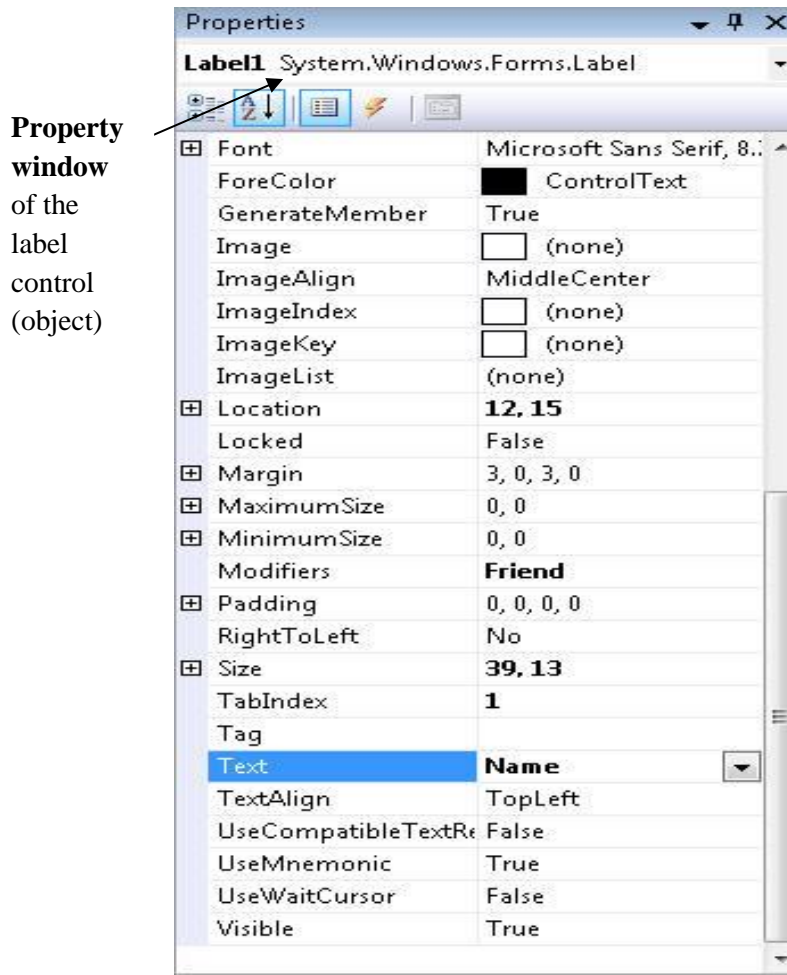 Properties
Label1 System.Windows.Forms.Label
Property
window
of the
label
control
(object)
Font Microsoft Sans Serif, 8.
ForeColor ControlText
GenerateMember True
Image (none)
ImageAlign MiddleCenter
ImageIndex (none)
ImageKey (none)
ImageList (none)
Location 12, 15
Locked False
Margin 3, 0, 3, 0
MaximumSize 0, 0
MinimumSize 0, 0
Modifiers Friend
Padding 0, 0, 0, 0
RightToLeft No
Size 39, 13
TabIndex 1
Tag
Text Name
TextAlign TopLeft
UseCompatibleTextRe False
UseMnemonic True
UseWaitCursor False
Visible True